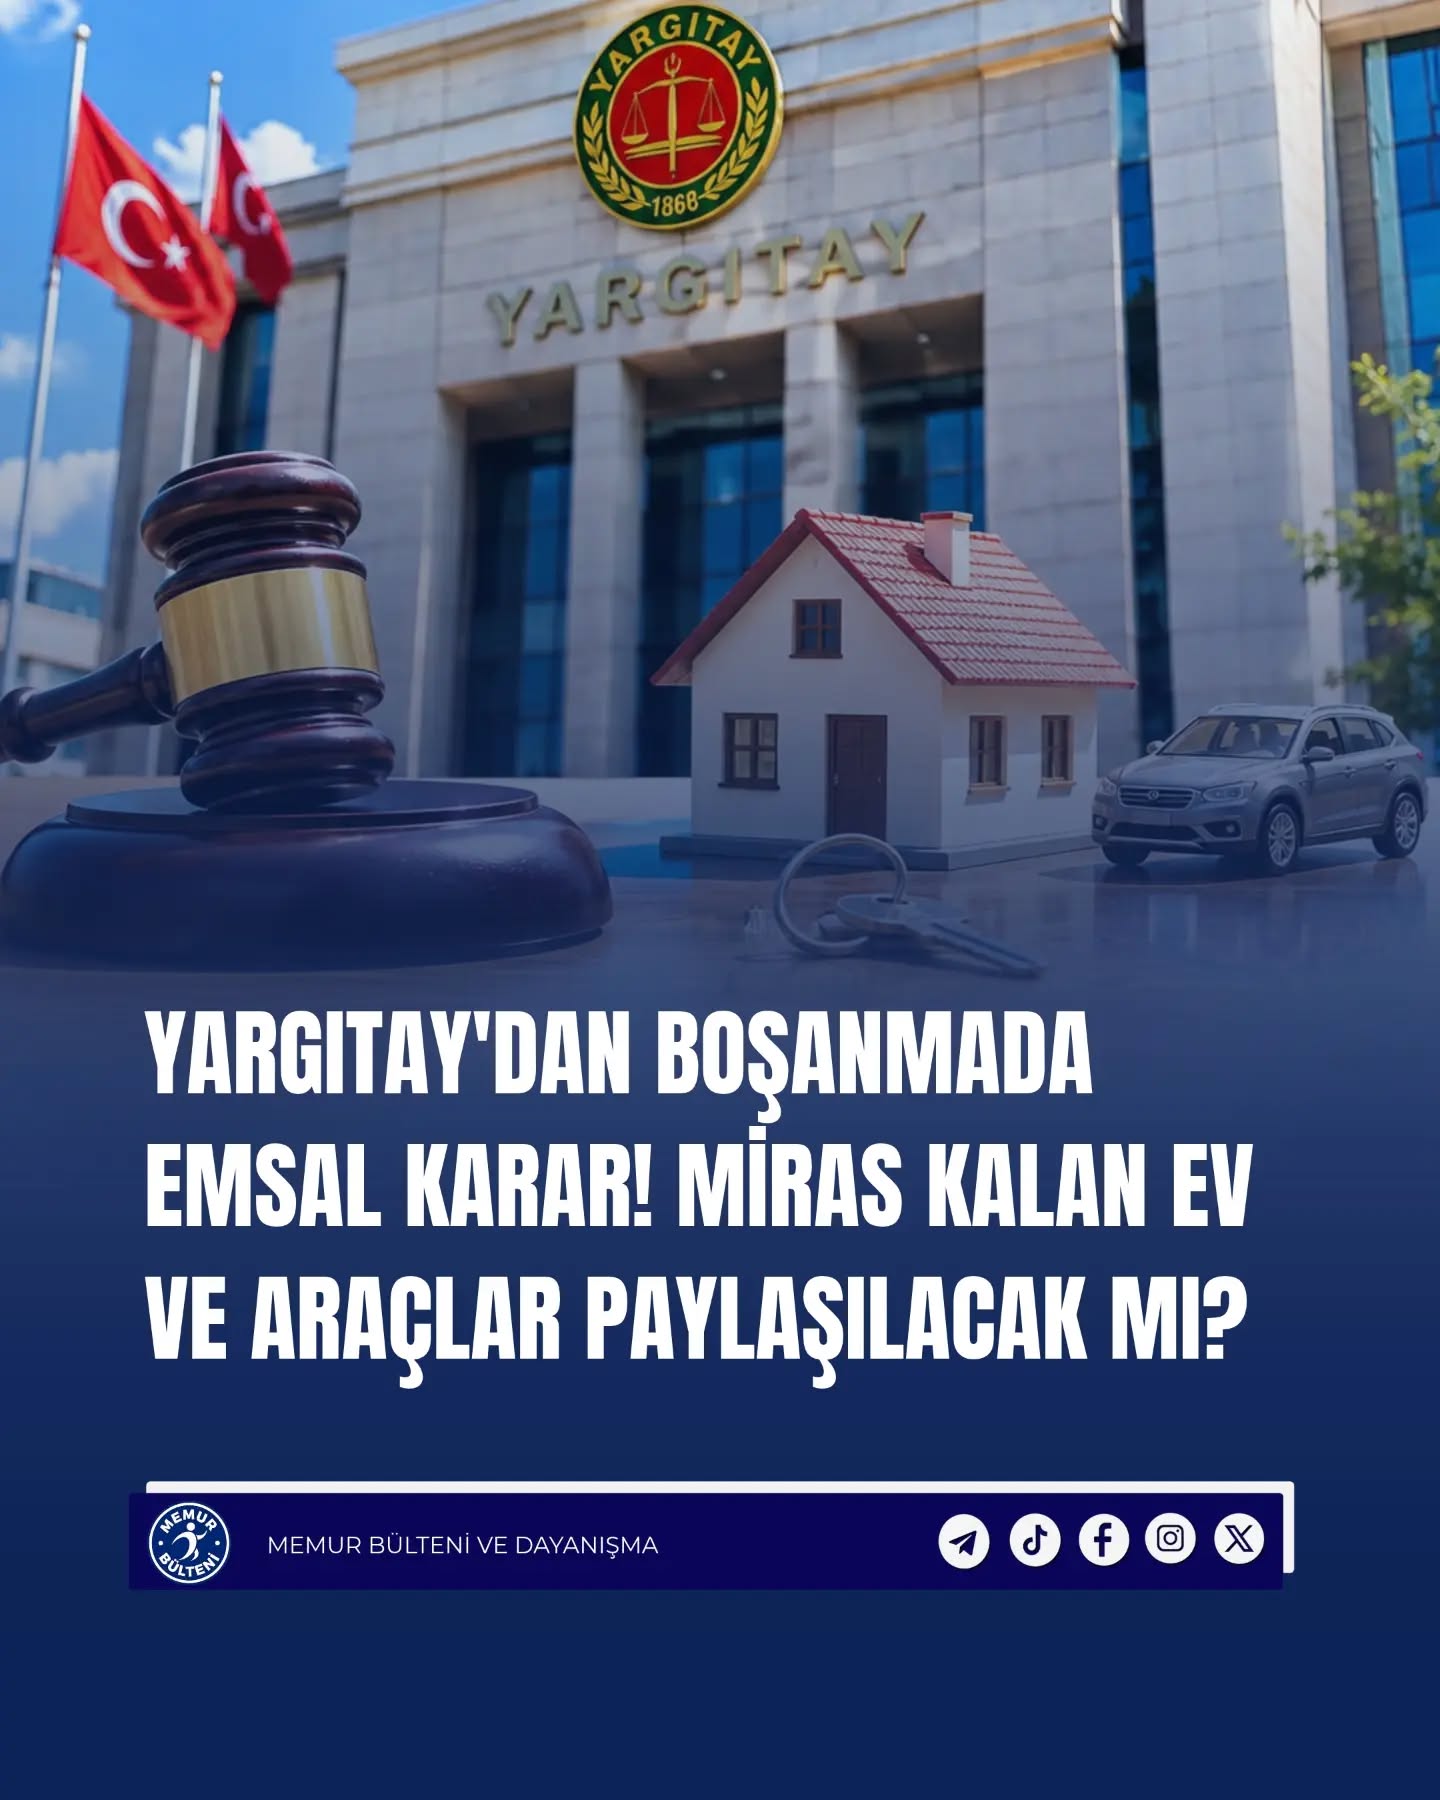 YARGITAY
1868
YARGITAY
YARGITAY'DAN BOŞANMADA
EMSAL KARAR! MİRAS KALAN EV
VE ARAÇLAR PAYLAŞILACAK MI?
MEMUR
BÜLTENİ
MEMUR BÜLTENİ VE DAYANIŞMA